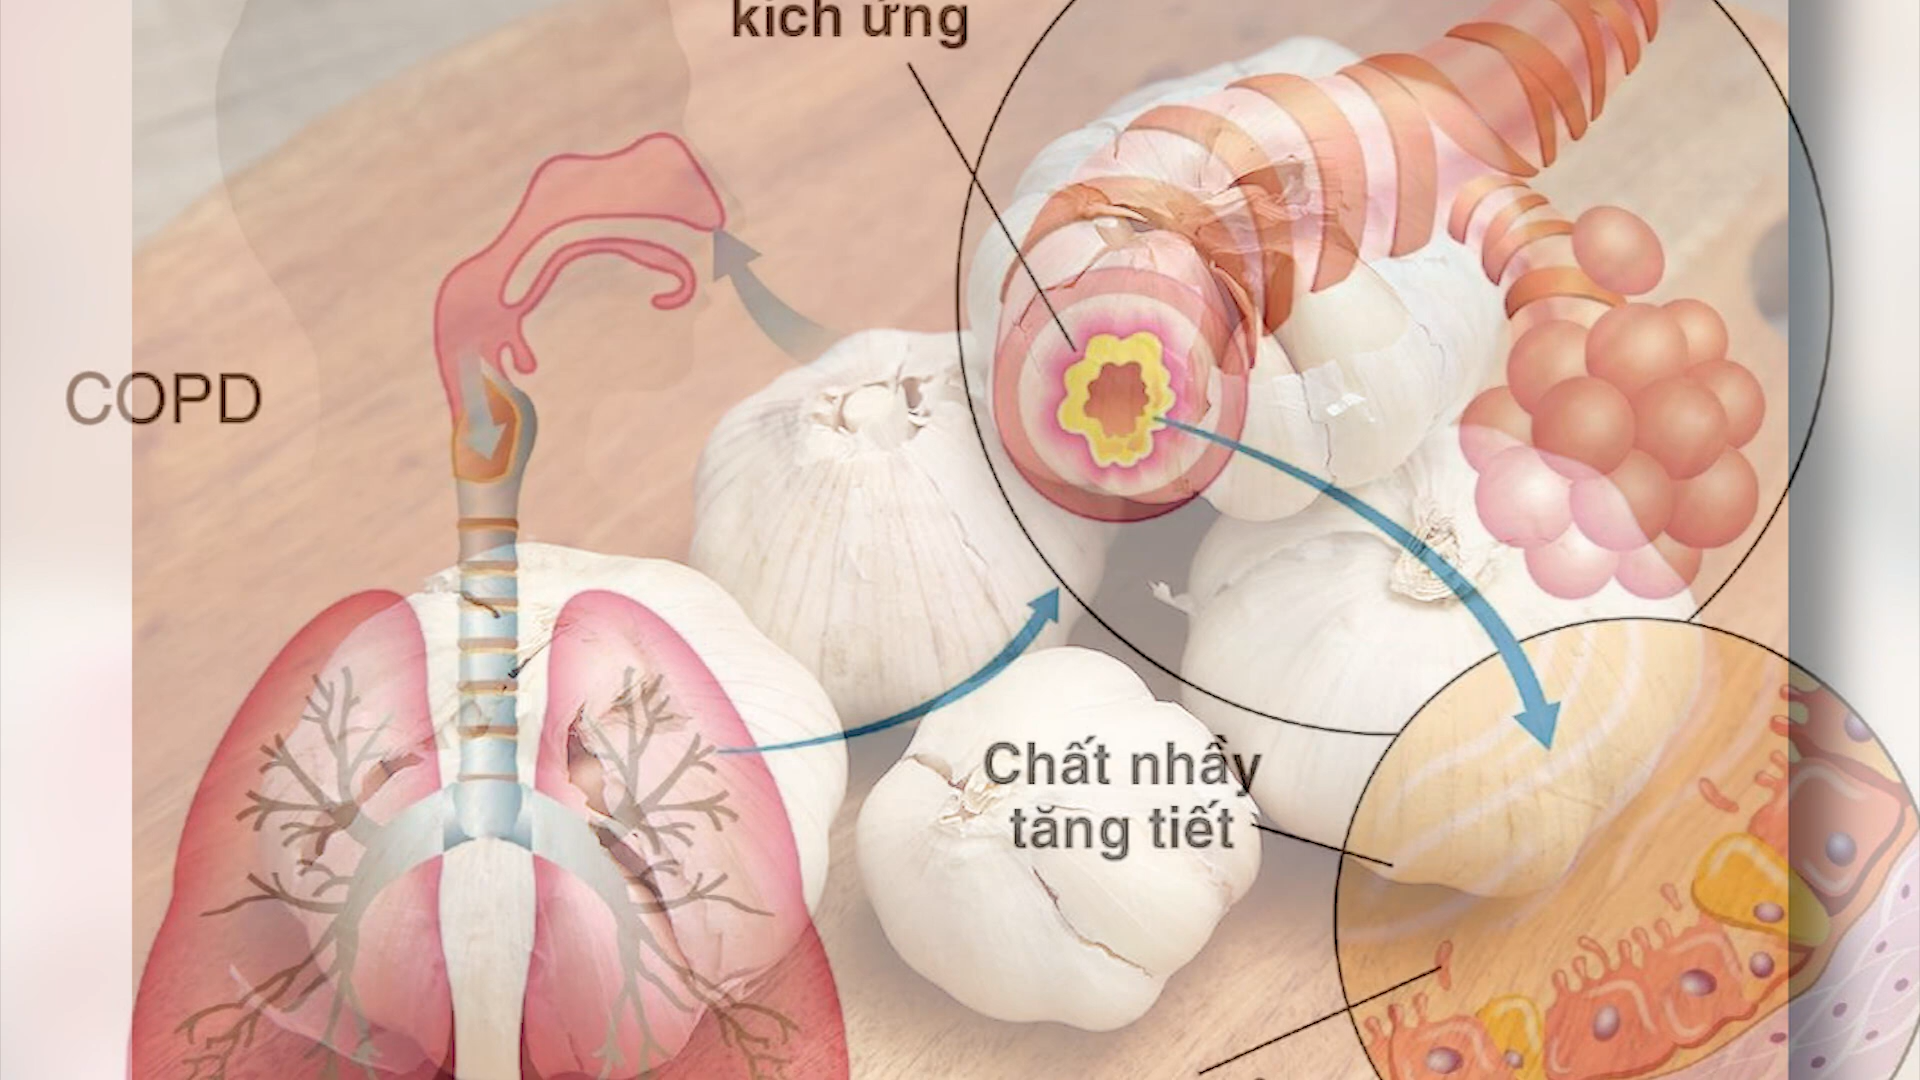 kích ứng
COPD
Chất nhầy
tăng tiết